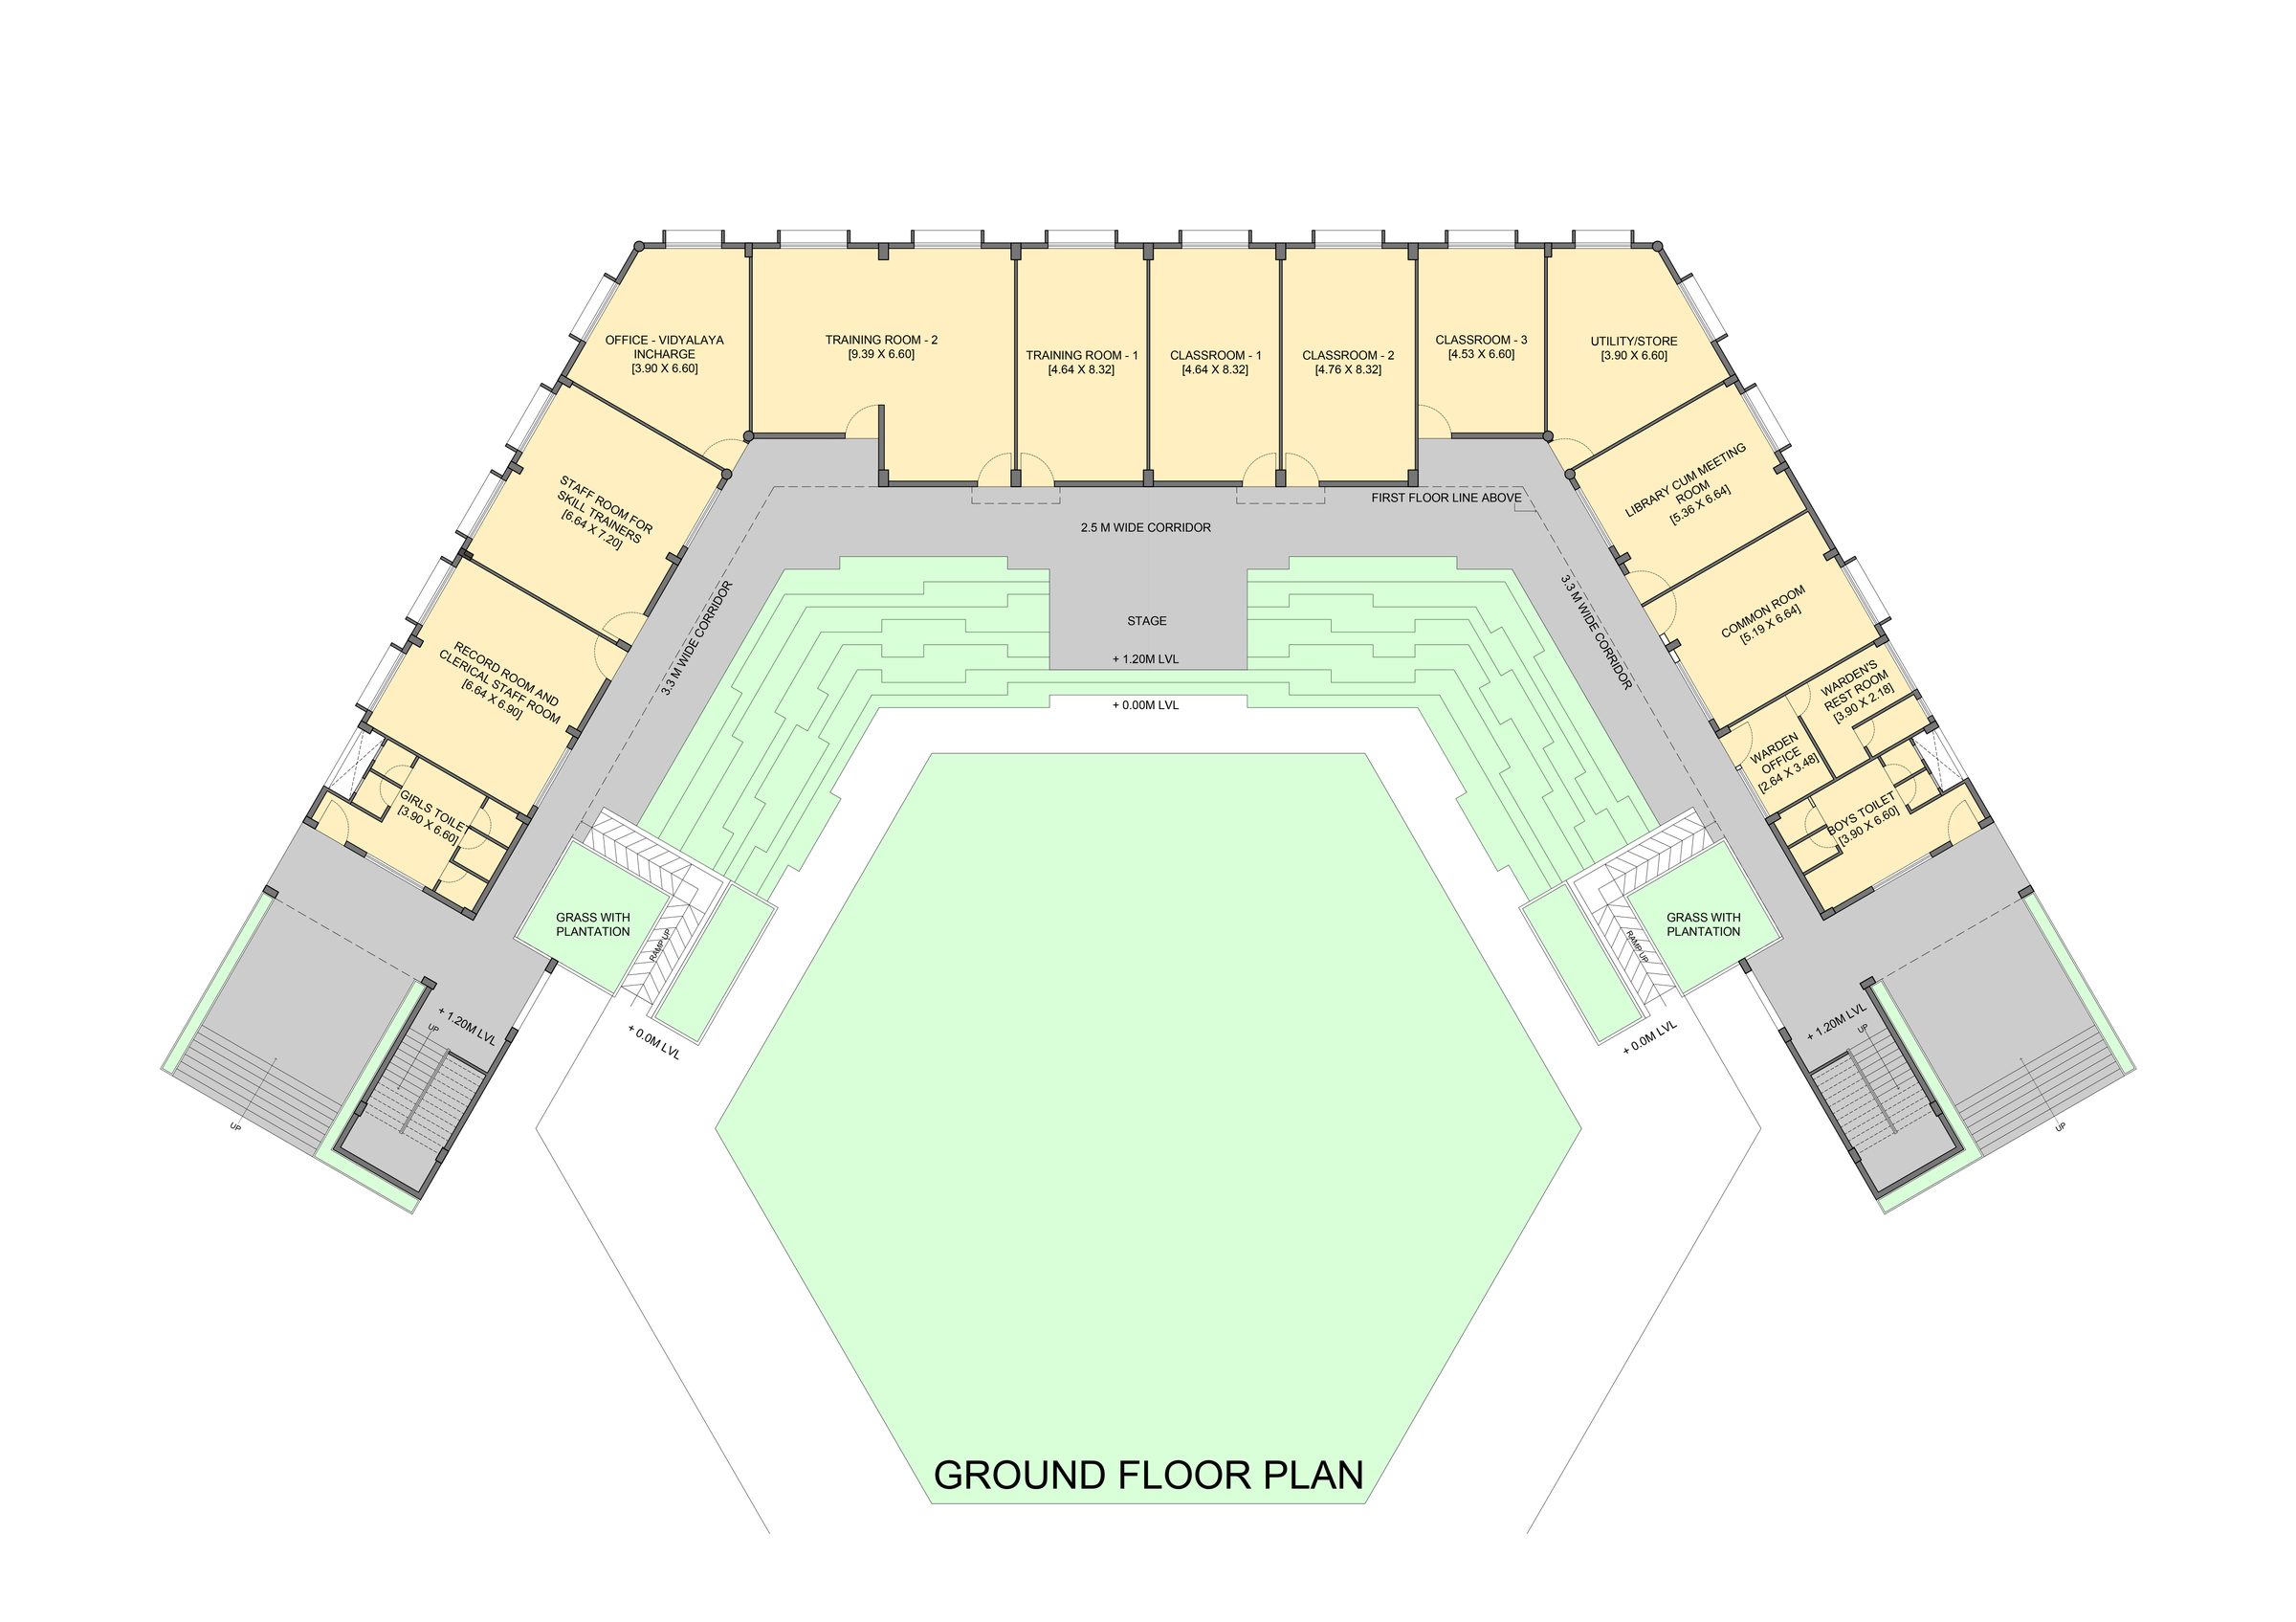 OFFICE - VIDYALAYA
INCHARGE
[3.90 X 6.60]
TRAINING ROOM - 2
[9.39 X 6.60]
TRAINING ROOM - 1
[4.64 X 8.32]
CLASSROOM - 1
[4.64 X 8.32]
CLASSROOM - 2
[4.76 X 8.32]
CLASSROOM - 3
[4.53 X 6.60]
UTILITY/STORE
[3.90 X 6.60]
STAFF ROOM FOR
SKILL TRAINERS
[6.64 X 7.20]
LIBRARY CUM MEETING
ROOM
[5.36 X 6.64]
FIRST FLOOR LINE ABOVE
2.5 M WIDE CORRIDOR
3.3 M WIDE CORRIDOR
STAGE
+ 1.20M LVL
+ 0.00M LVL
3.3 M WIDE CORRIDOR
COMMON ROOM
[5.19 X 6.64]
RECORD ROOM AND
CLERICAL STAFF ROOM
[6.64 X 6.90]
WARDEN'S
REST ROOM
[3.90 X 2.18]
WARDEN
OFFICE
[2.64 X 3.48]
GIRLS TOILET
[3.90 X 6.60]
BOYS TOILET
[3.90 X 6.60]
GRASS WITH
PLANTATION
RAMP UP
RAMP UP
GRASS WITH
PLANTATION
+ 1.20M LVL
UP
+ 0.0M LVL
+ 0.0M LVL
+ 1.20M LVL
UP
UP
UP
GROUND FLOOR PLAN